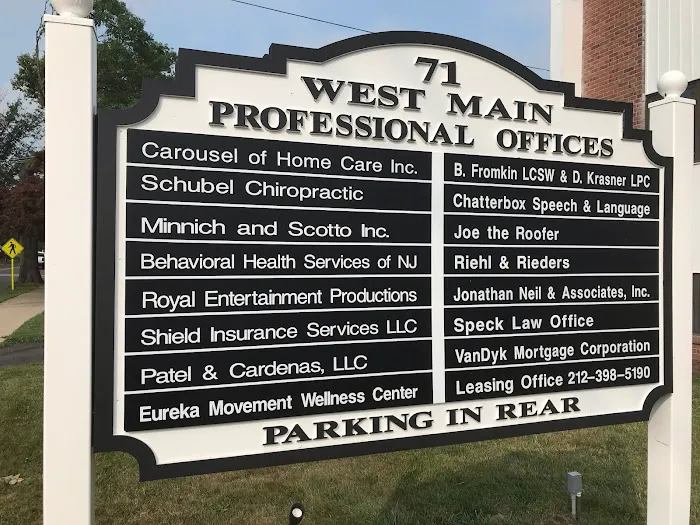 71
WEST MAIN
PROFESSIONAL OFFICES
Carousel of Home Care Inc.
Schubel Chiropractic
Minnich and Scotto Inc.
Behavioral Health Services of NJ
Royal Entertainment Productions
Shield Insurance Services LLC
Patel & Cardenas, LLC
Eureka Movement Wellness Center
B. Fromkin LCSW & D. Krasner LPC
Chatterbox Speech & Language
Joe the Roofer
Riehl & Rieders
Jonathan Neil & Associates, Inc.
Speck Law Office
VanDyk Mortgage Corporation
Leasing Office 212-398-5190
PARKING IN REAR